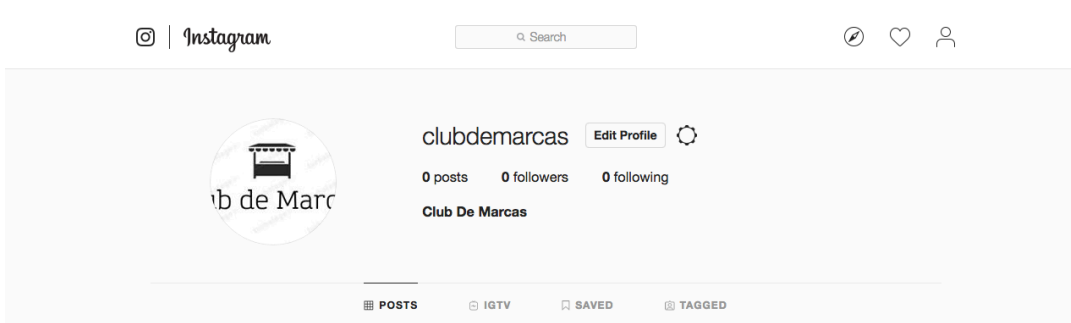 Instagram
Search
clubdemarcas Edit Profile
0 posts 0 followers 0 following
ub de Marc
Club De Marcas
POSTS IGTV SAVED TAGGED